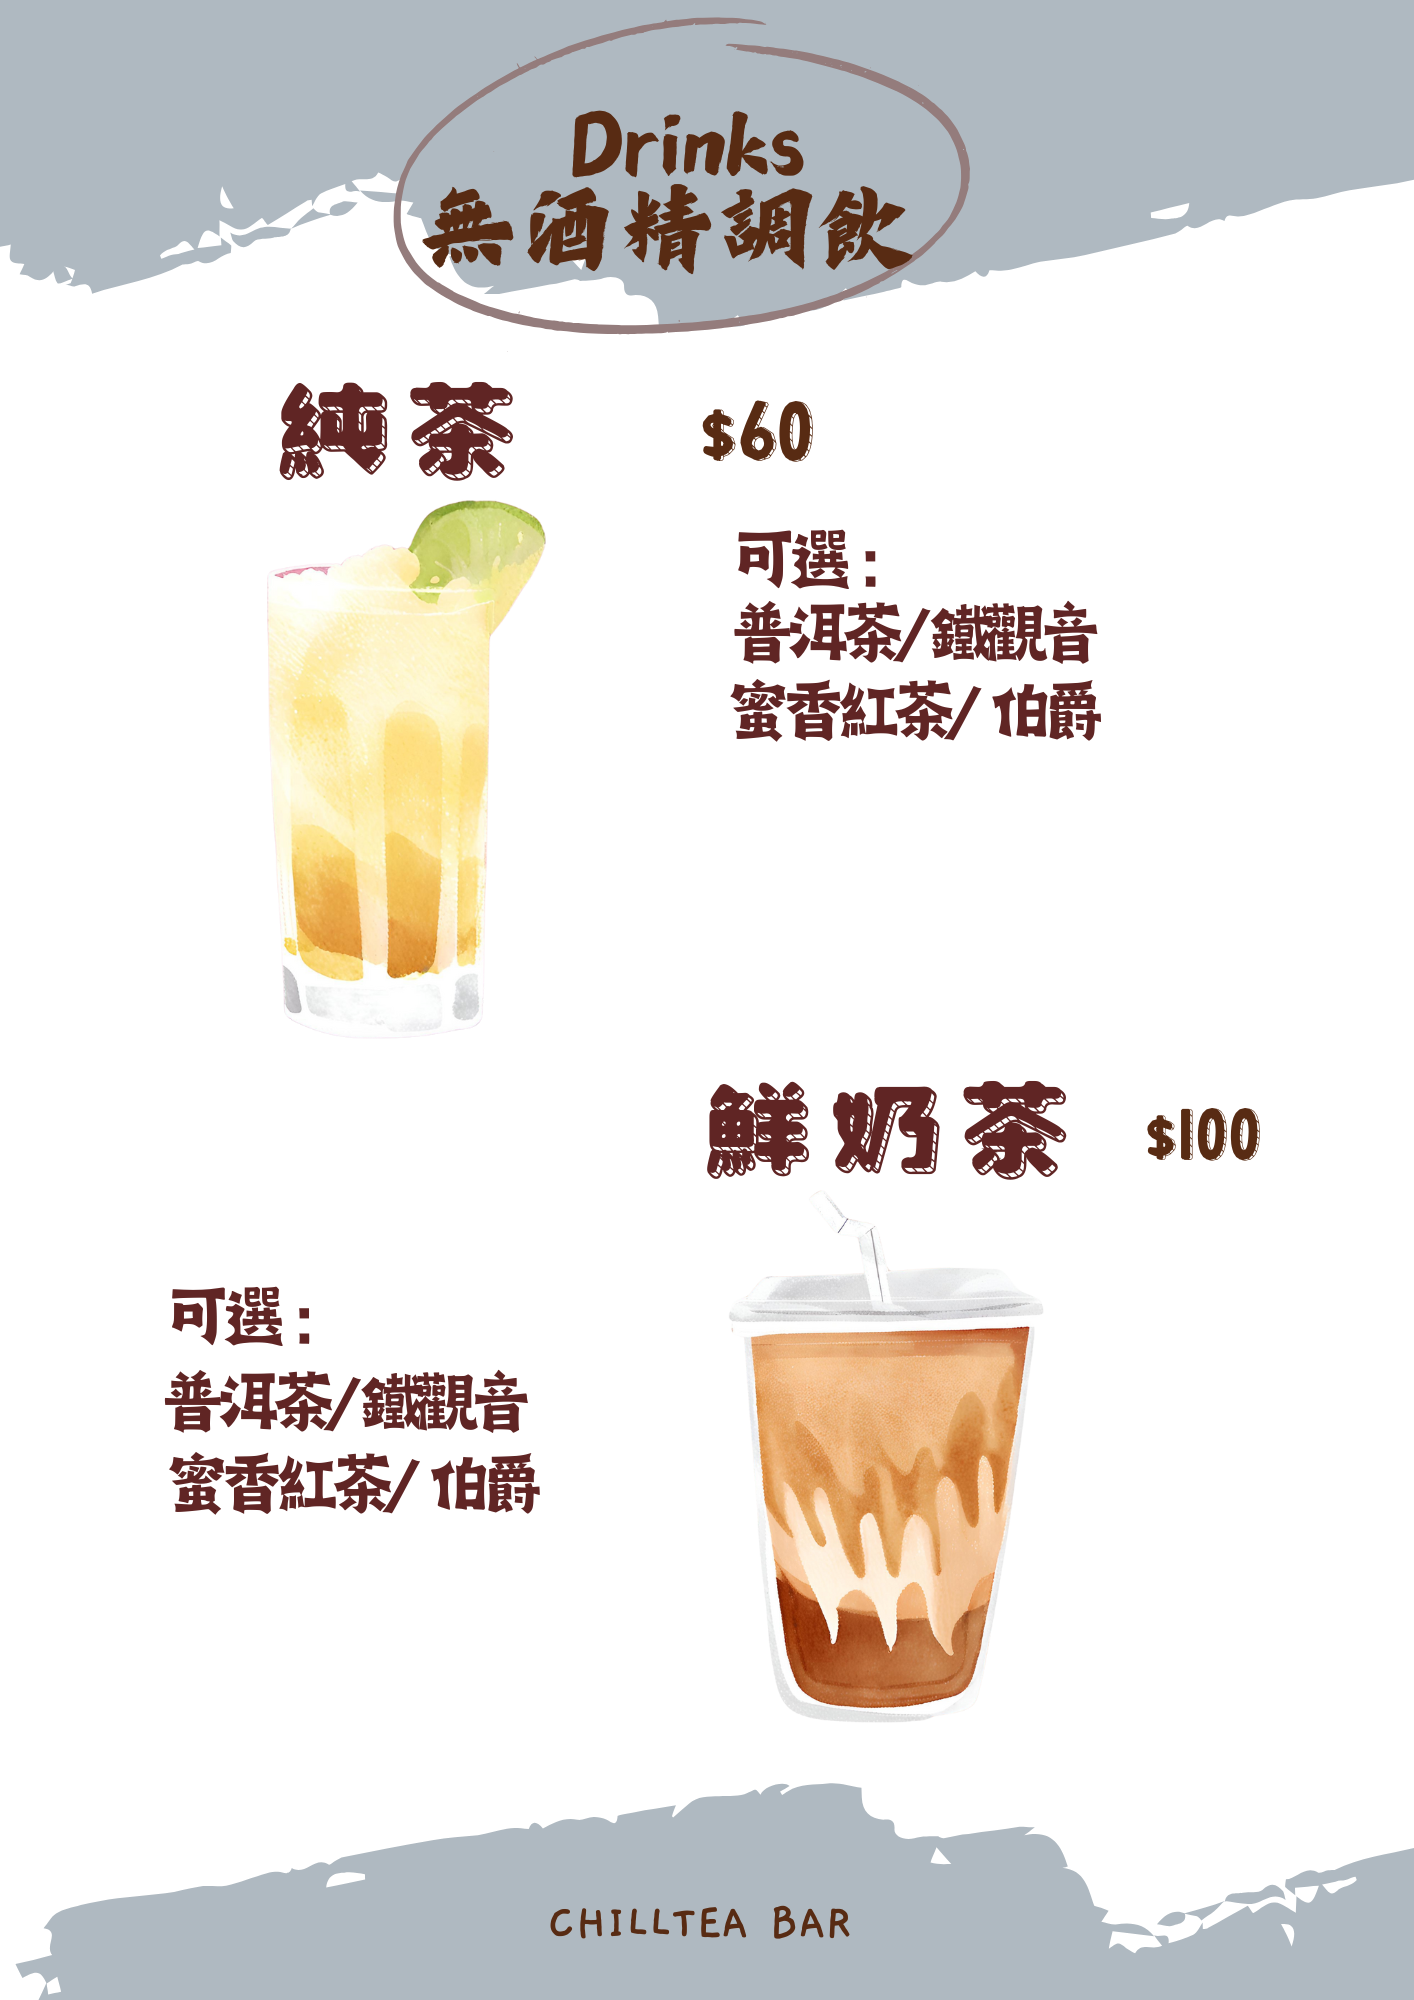 Drinks
無酒精調飲
純茶 $60
可選：
普洱茶/鐵觀音
蜜香紅茶/ 伯爵
鮮奶茶 $100
可選：
普洱茶/鐵觀音
蜜香紅茶/ 伯爵
CHILLTEA BAR